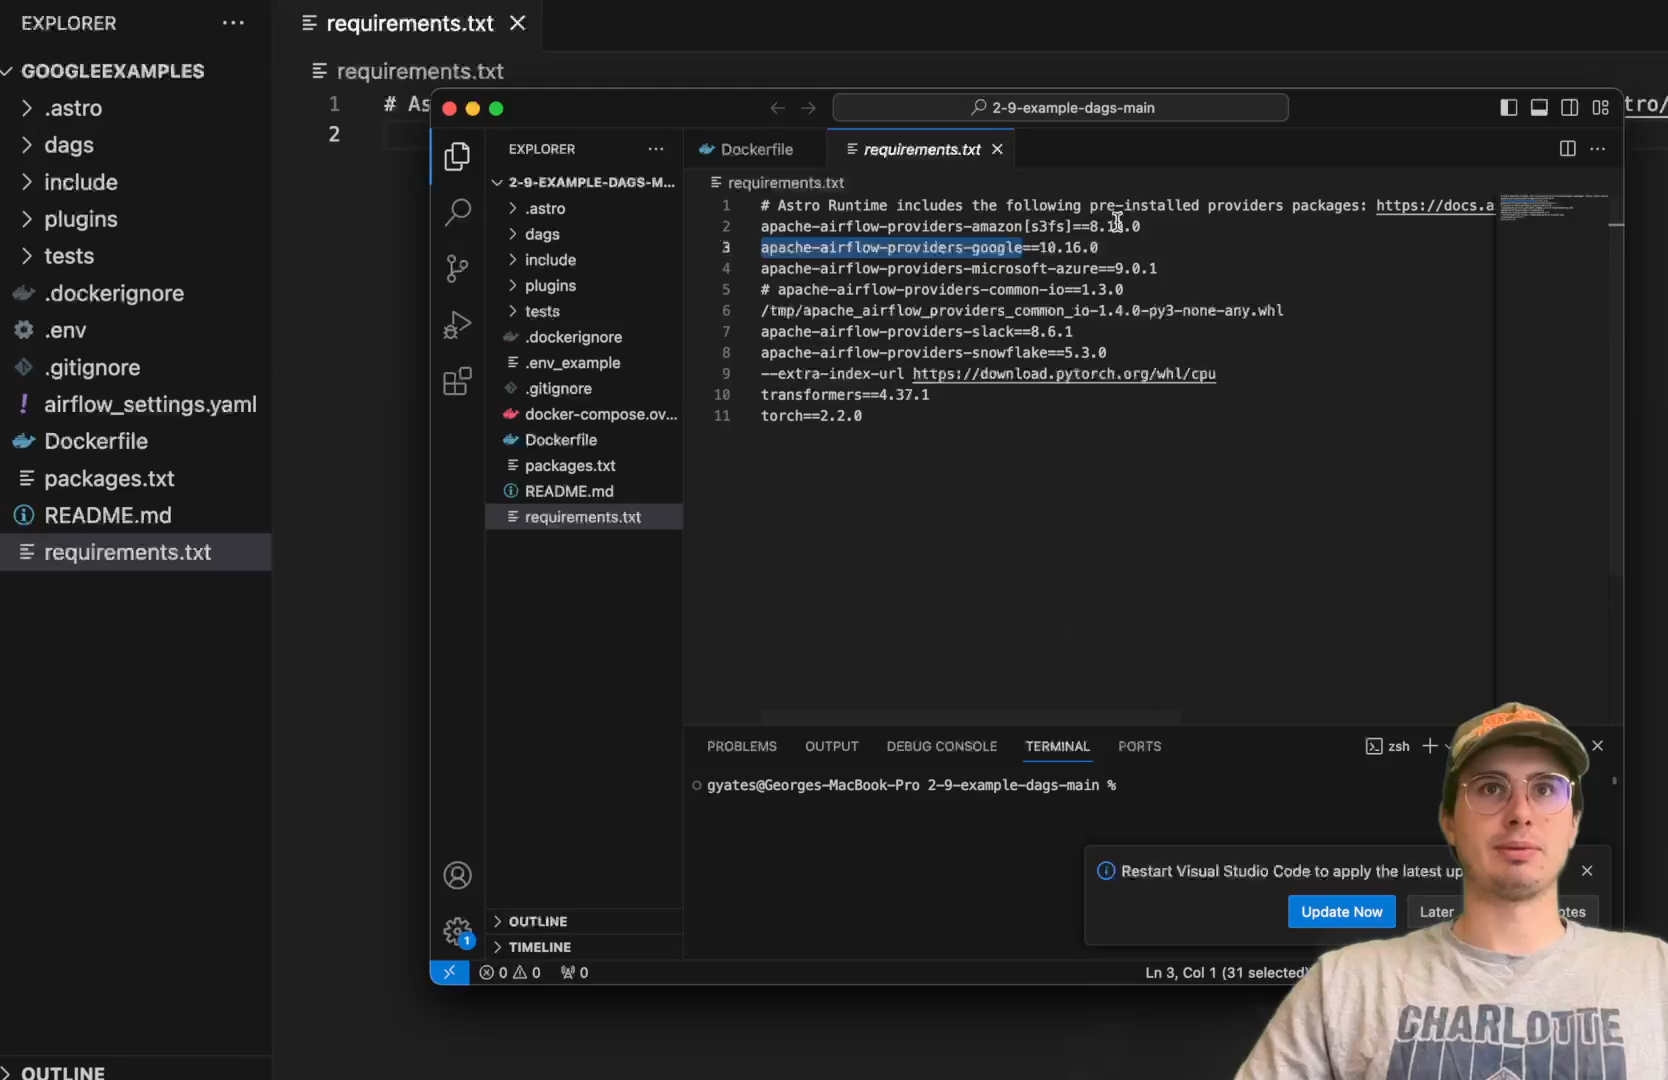 EXPLORER
GOOGLEEXAMPLES
.astro
dags
include
plugins
tests
.dockerignore
.env
.gitignore
! airflow_settings.yaml
Dockerfile
packages.txt
README.md
requirements.txt
OUTLINE
requirements.txt
requirements.txt
1 # As
tro/
2
2-9-example-dags-main
EXPLORER
2-9-EXAMPLE-DAGS-M...
.astro
dags
include
plugins
tests
.dockerignore
.env_example
.gitignore
docker-compose.ov...
Dockerfile
packages.txt
README.md
requirements.txt
OUTLINE
TIMELINE
Dockerfile
requirements.txt
requirements.txt
1 # Astro Runtime includes the following pre-installed providers packages: https://docs.a
2 apache-airflow-providers-amazon[s3fs]==8.1 .0
3 apache-airflow-providers-google==10.16.0
4 apache-airflow-providers-microsoft-azure==9.0.1
5 # apache-airflow-providers-common-io==1.3.0
6 /tmp/apache_airflow_providers_common_io-1.4.0-py3-none-any.whl
7 apache-airflow-providers-slack==8.6.1
8 apache-airflow-providers-snowflake==5.3.0
9 --extra-index-url https://download.pytorch.org/whl/cpu
10 transformers==4.37.1
11 torch==2.2.0
PROBLEMS OUTPUT DEBUG CONSOLE TERMINAL PORTS
zsh
gyates@Georges-MacBook-Pro 2-9-example-dags-main %
Restart Visual Studio Code to apply the latest up
Update Now
Later
otes
1
0 0 0
Ln 3, Col 1 (31 selected)
CHARLOTTE